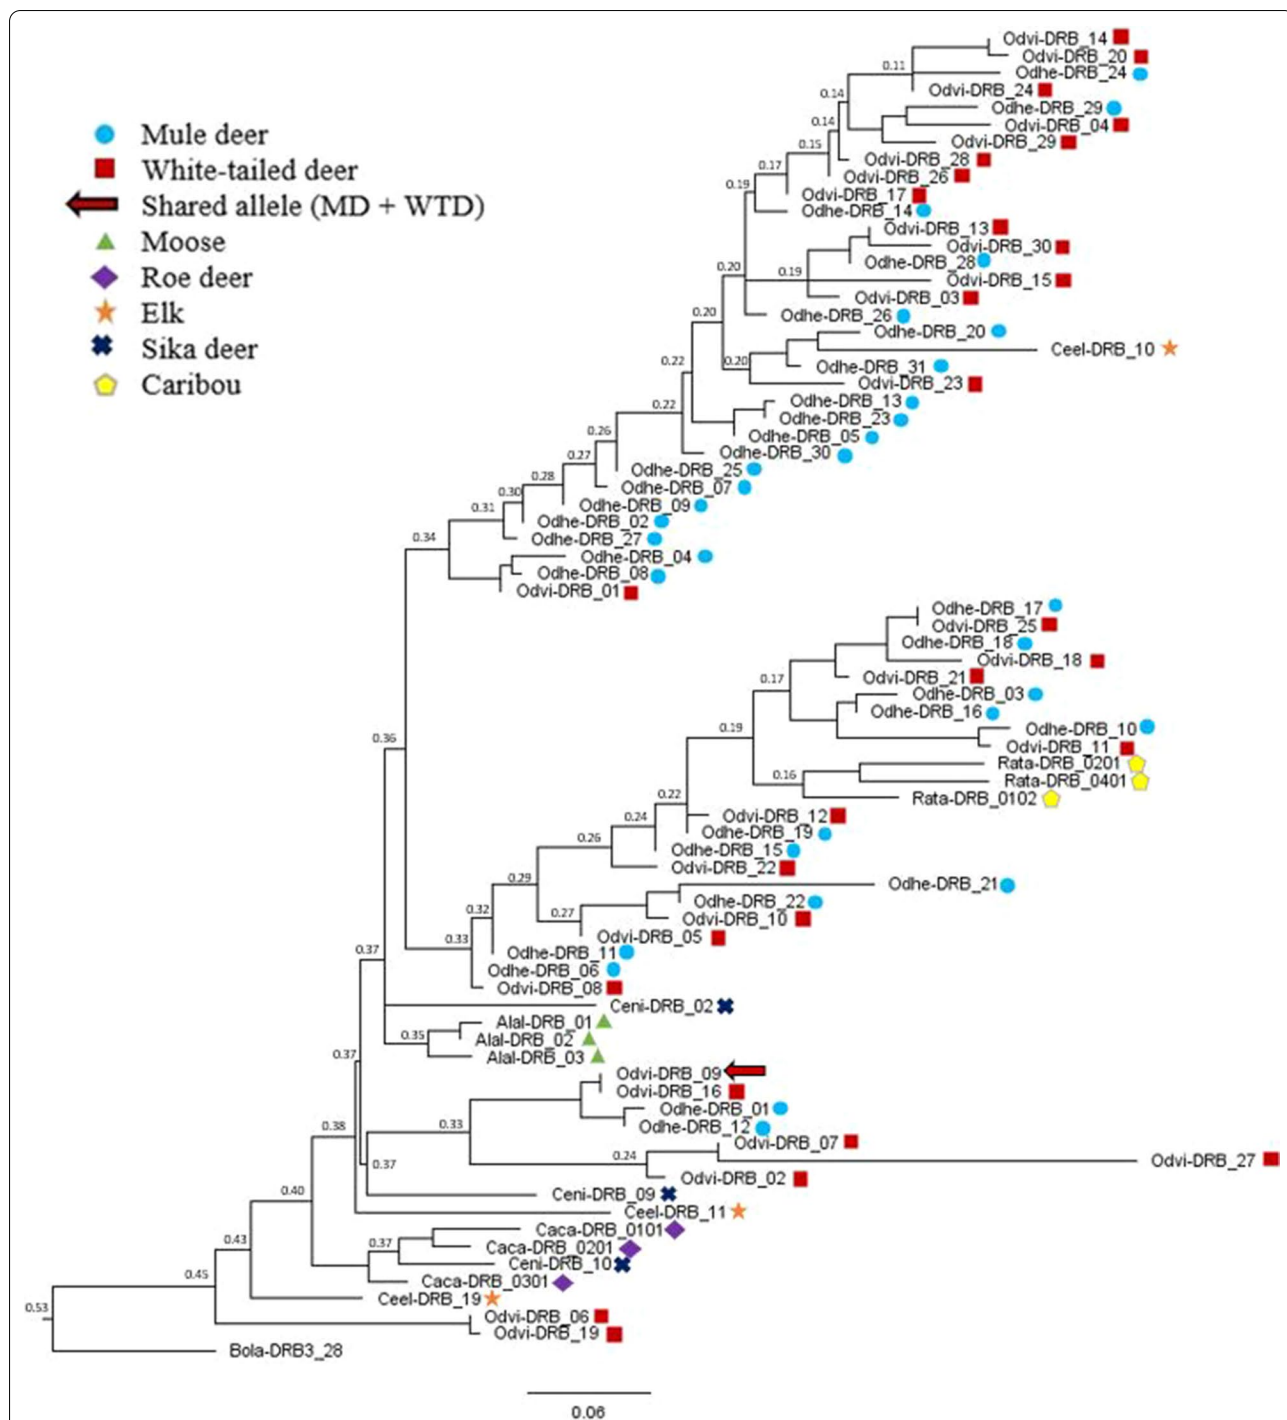 Mule deer
White-tailed deer
Shared allele (MD + WTD)
Moose
Roe deer
Elk
Sika deer
Caribou
Odvi-DRB_14
Odvi-DRB_20
0.11
Odhe-DRB_24
Odvi-DRB_24
0.14
Odhe-DRB_29
0.14
Odvi-DRB_04
Odvi-DRB_29
0.15
Odvi-DRB_28
0.17
Odvi-DRB_26
0.19
Odvi-DRB_17
Odhe-DRB_14
Odvi-DRB_13
Odvi-DRB_30
Odhe-DRB_28
0.20
0.19
Odvi-DRB_15
Odvi-DRB_03
0.20
Odhe-DRB_26
Odhe-DRB_20
Ceel-DRB_10
0.22
0.20
Odhe-DRB_31
Odvi-DRB_23
0.22
Odhe-DRB_13
Odhe-DRB_23
0.26
Odhe-DRB_05
Odhe-DRB_30
0.27
Odhe-DRB_25
0.28
Odhe-DRB_07
0.30
Odhe-DRB_09
0.31
Odhe-DRB_02
0.34
Odhe-DRB_27
Odhe-DRB_04
Odhe-DRB_08
Odvi-DRB_01
Odhe-DRB_17
Odvi-DRB_25
Odhe-DRB_18
Odvi-DRB_18
0.17
Odvi-DRB_21
Odhe-DRB_03
Odhe-DRB_16
0.19
Odhe-DRB_10
0.36
Odvi-DRB_11
Rata-DRB_0201
0.16
Rata-DRB_0401
0.22
Rata-DRB_0102
0.24
Odvi-DRB_12
0.26
Odhe-DRB_19
Odhe-DRB_15
Odvi-DRB_22
0.29
Odhe-DRB_21
0.32
Odhe-DRB_22
0.27
Odvi-DRB_10
0.33
Odvi-DRB_05
0.37
Odhe-DRB_11
Odhe-DRB_06
Odvi-DRB_08
Ceni-DRB_02
Alal-DRB_01
0.35
Alal-DRB_02
0.37
Alal-DRB_03
Odvi-DRB_09
Odvi-DRB_16
Odhe-DRB_01
0.38
0.33
Odhe-DRB_12
Odvi-DRB_07
0.37
0.24
Odvi-DRB_27
Odvi-DRB_02
0.40
Ceni-DRB_09
Ceel-DRB_11
Caca-DRB_0101
0.43
0.37
Caca-DRB_0201
Ceni-DRB_10
0.45
Caca-DRB_0301
Ceel-DRB_19
0.53
Odvi-DRB_06
Odvi-DRB_19
Bola-DRB3_28
0.06